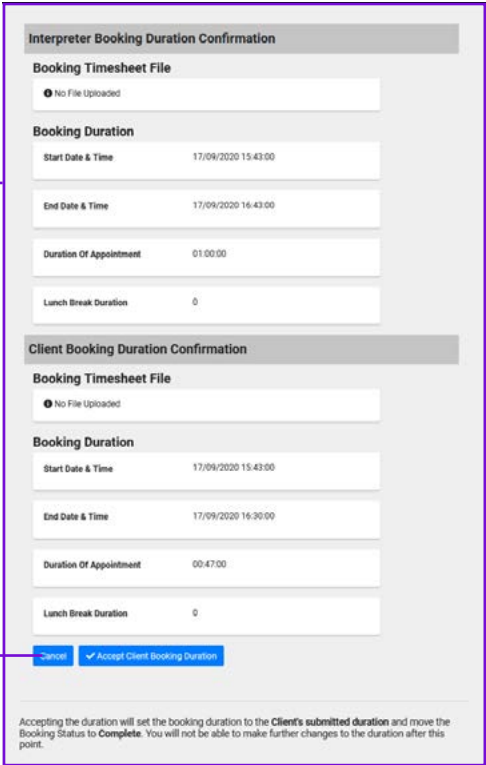 Interpreter Booking Duration Confirmation
Booking Timesheet File
No File Uploaded
Booking Duration
Start Date & Time 17/09/2020 15:43:00
End Date & Time 17/09/2020 16:43:00
Duration Of Appointment 01:00:00
Lunch Break Duration 0
Client Booking Duration Confirmation
Booking Timesheet File
No File Uploaded
Booking Duration
Start Date & Time 17/09/2020 15:43:00
End Date & Time 17/09/2020 16:30:00
Duration Of Appointment 00:47:00
Lunch Break Duration 0
Cancel ✔ Accept Client Booking Duration
Accepting the duration will set the booking duration to the Client's submitted duration and move the
Booking Status to Complete. You will not be able to make further changes to the duration after this
point.